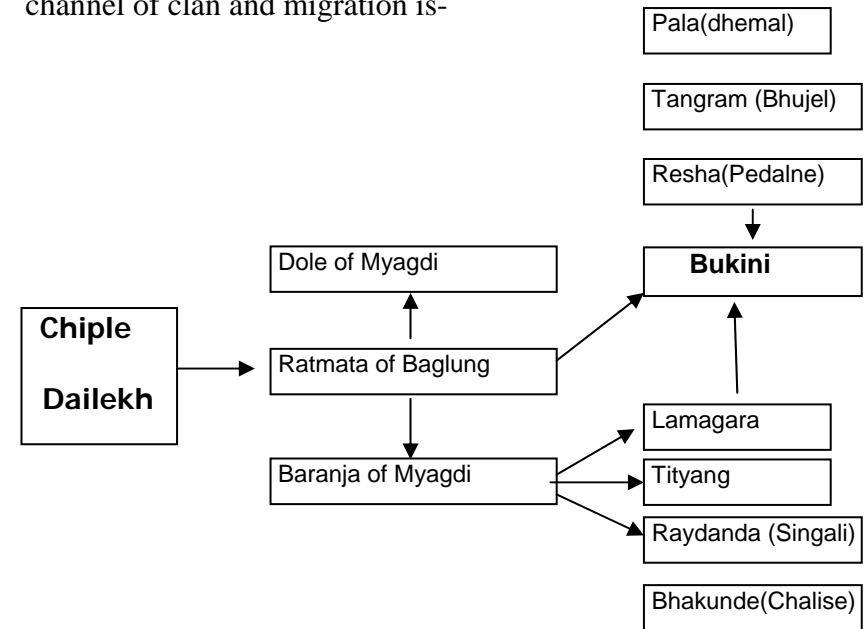 channel of clan and migration is-
Pala(dhemal)
Tangram (Bhujel)
Resha(Pedalne)
Dole of Myagdi
Bukini
Chiple
Dailekh
Ratmata of Baglung
Baranja of Myagdi
Lamagara
Tityang
Raydanda (Singali)
Bhakunde(Chalise)